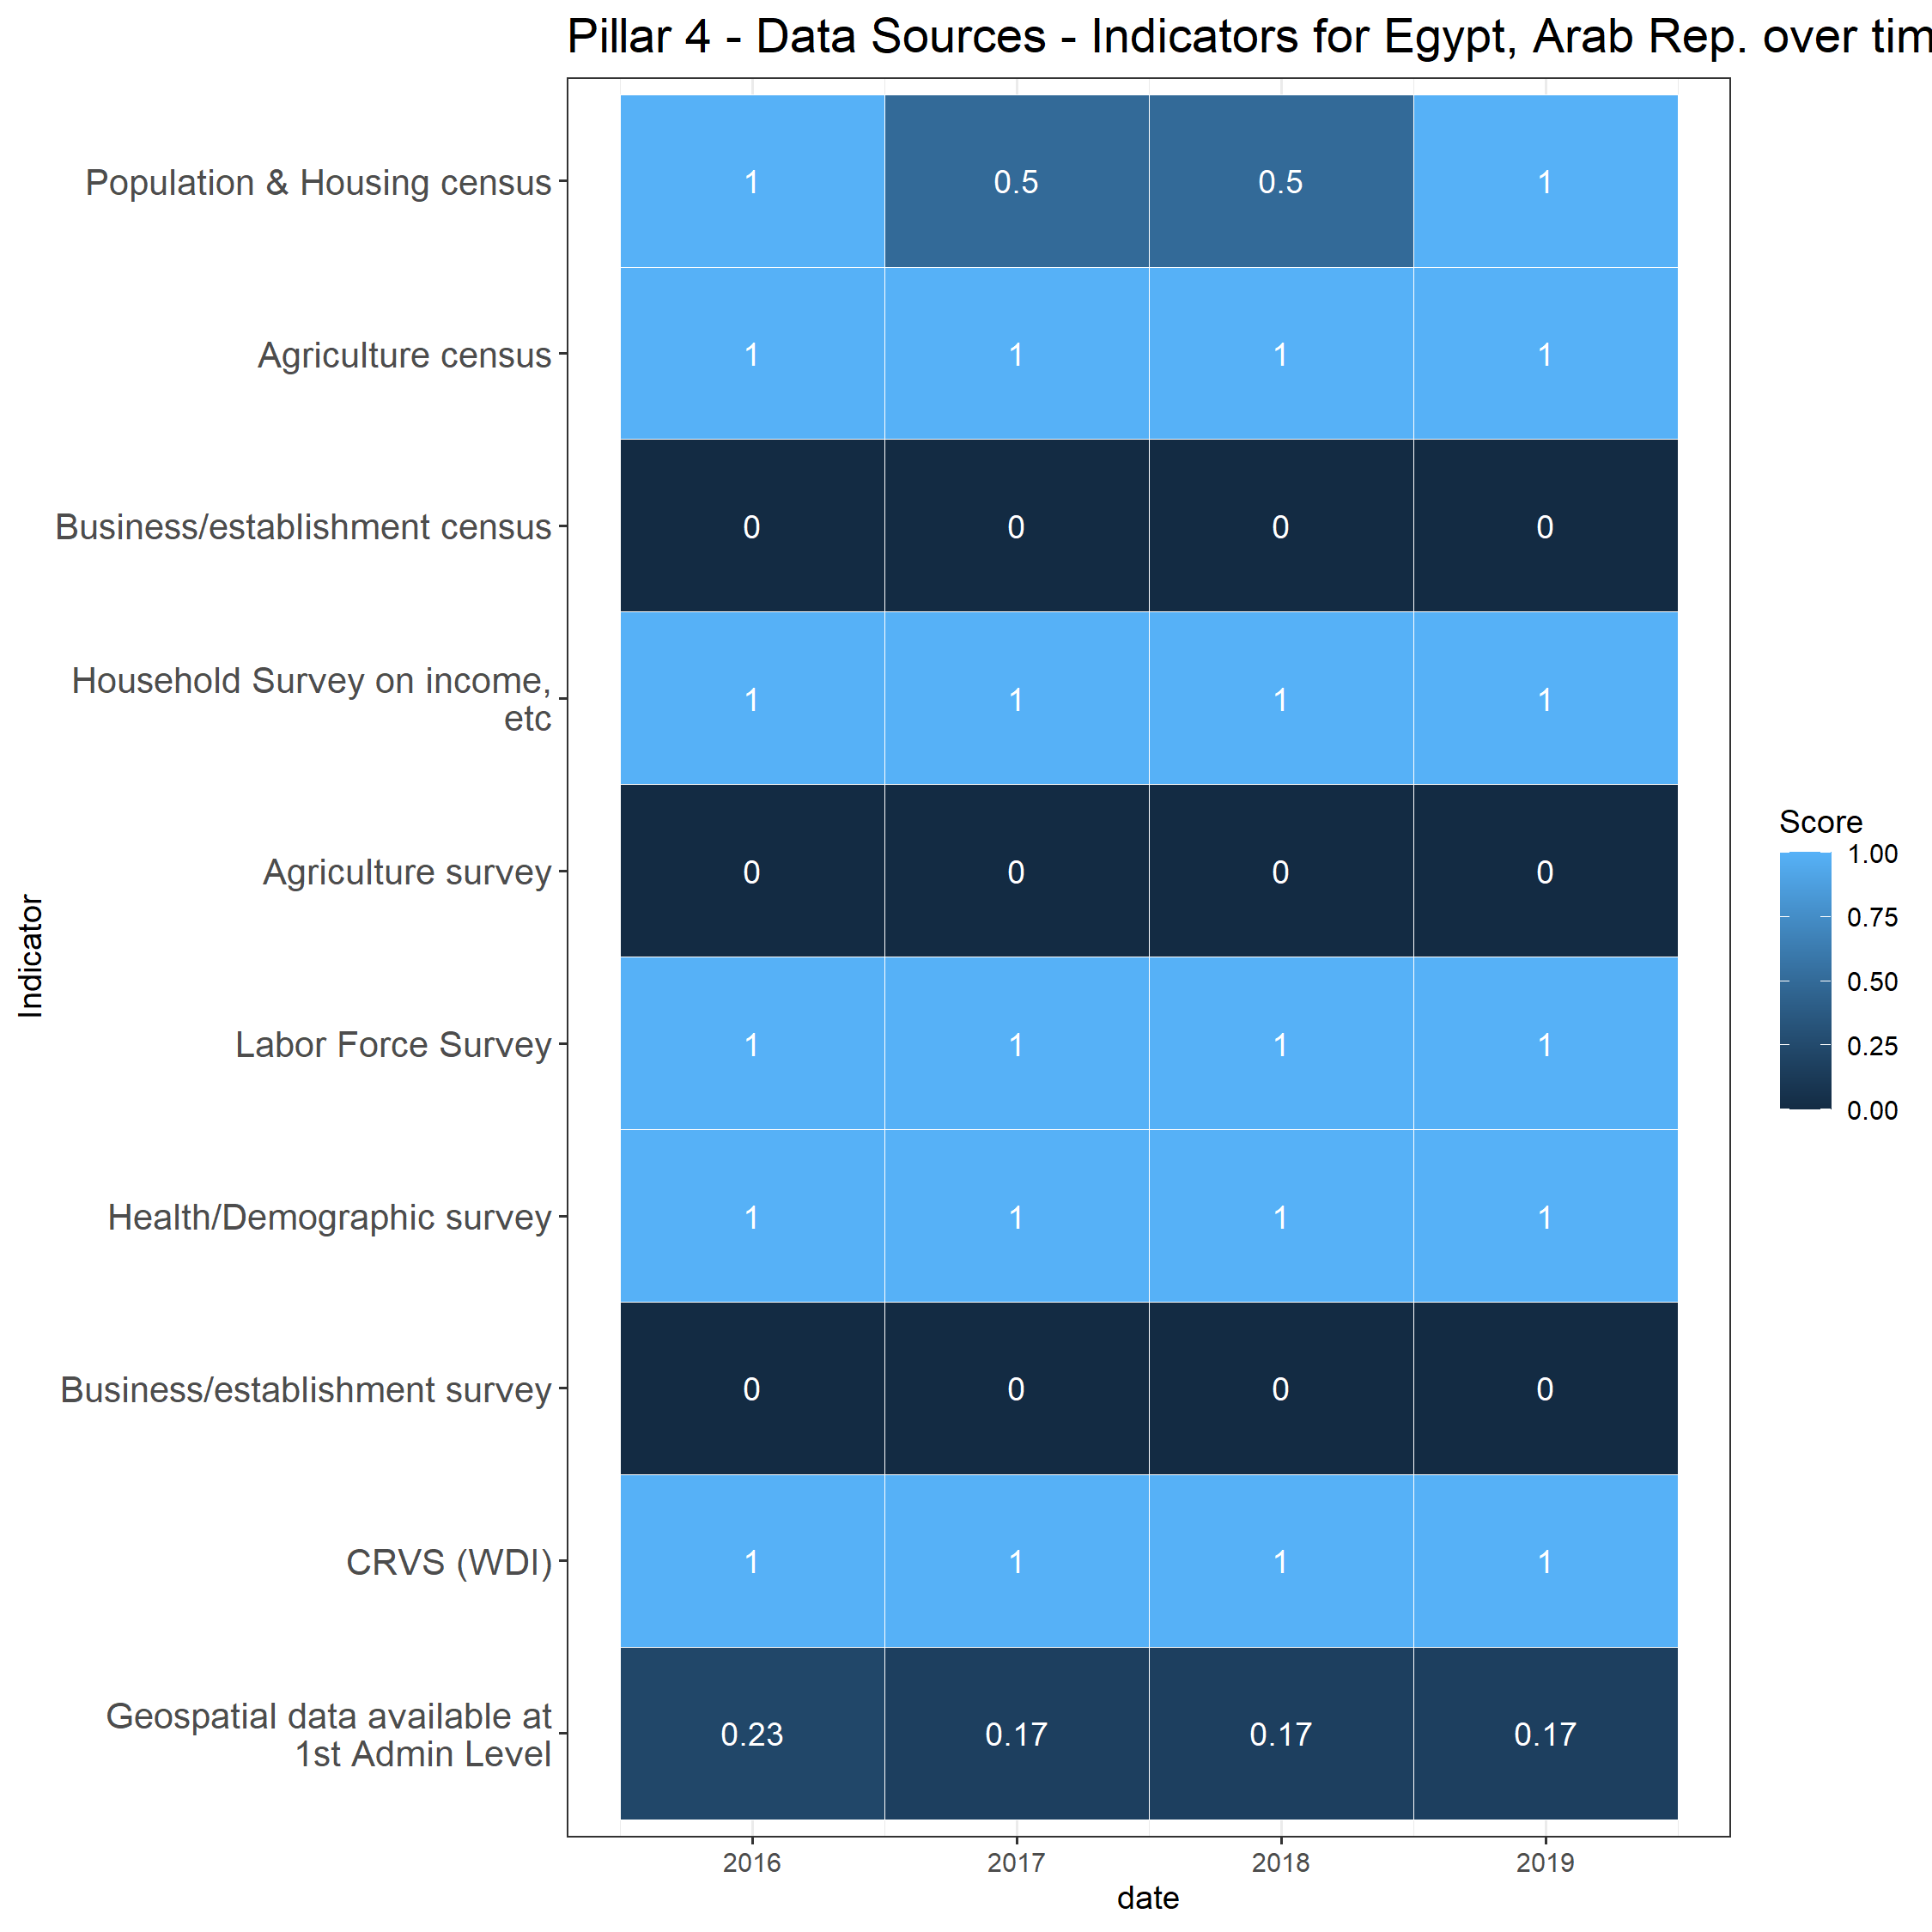 Pillar 4 - Data Sources - Indicators for Egypt, Arab Rep. over tim
Population & Housing census
1 0.5 0.5 1
Agriculture census
1 1 1 1
Business/establishment census
0 0 0 0
Household Survey on income,
etc
1 1 1 1
Agriculture survey
0 0 0 0
Labor Force Survey
1 1 1 1
Health/Demographic survey
1 1 1 1
Business/establishment survey
0 0 0 0
CRVS (WDI)
1 1 1 1
Geospatial data available at
1st Admin Level
0.23 0.17 0.17 0.17
2016 2017 2018 2019
date
Indicator
Score
1.00
0.75
0.50
0.25
0.00